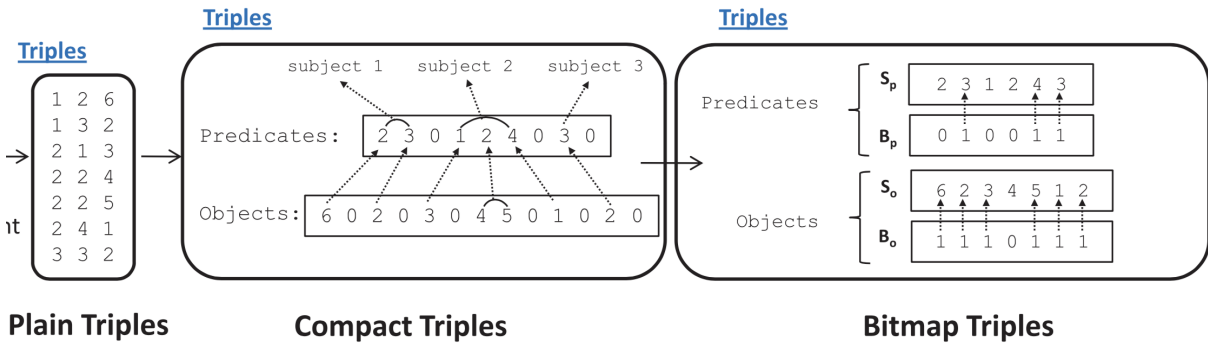 Triples
1 2 6
1 3 2
2 1 3
2 2 4
2 2 5
2 4 1
3 3 2
Plain Triples
Triples
subject 1 subject 2 subject 3
Predicates: 2 3 0 1 2 4 0 3 0
Objects: 6 0 2 0 3 0 4 5 0 1 0 2 0
Compact Triples
Triples
Predicates
Sp 2 3 1 2 4 3
Bp 0 1 0 0 1 1
Objects
So 6 2 3 4 5 1 2
Bo 1 1 1 0 1 1 1
Bitmap Triples